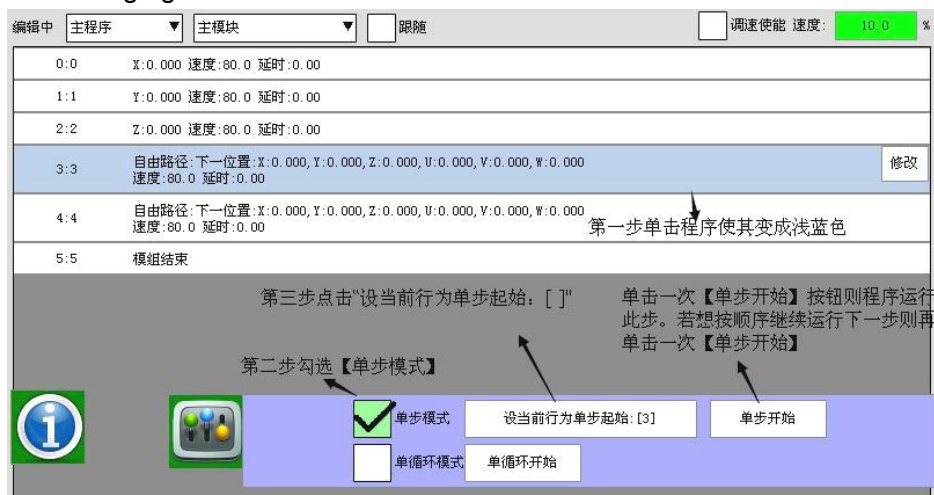 编辑中 主程序 主模块 跟随 调速使能 速度: 10.0 %
0:0 X:0.000 速度:80.0 延时:0.00
1:1 Y:0.000 速度:80.0 延时:0.00
2:2 Z:0.000 速度:80.0 延时:0.00
3:3 自由路径:下一位置:X:0.000,Y:0.000,Z:0.000,U:0.000,V:0.000,W:0.000
速度:80.0 延时:0.00
修改
4:4 自由路径:下一位置:X:0.000,Y:0.000,Z:0.000,U:0.000,V:0.000,W:0.000
速度:80.0 延时:0.00
第一步单击程序使其变成浅蓝色
5:5 模组结束
第三步点击“设当前行为单步起始：[ ]”
单击一次【单步开始】按钮则程序运行
此步。若想按顺序继续运行下一步则再
单击一次【单步开始】
第二步勾选【单步模式】
单步模式 设当前行为单步起始:[3] 单步开始
单循环模式 单循环开始